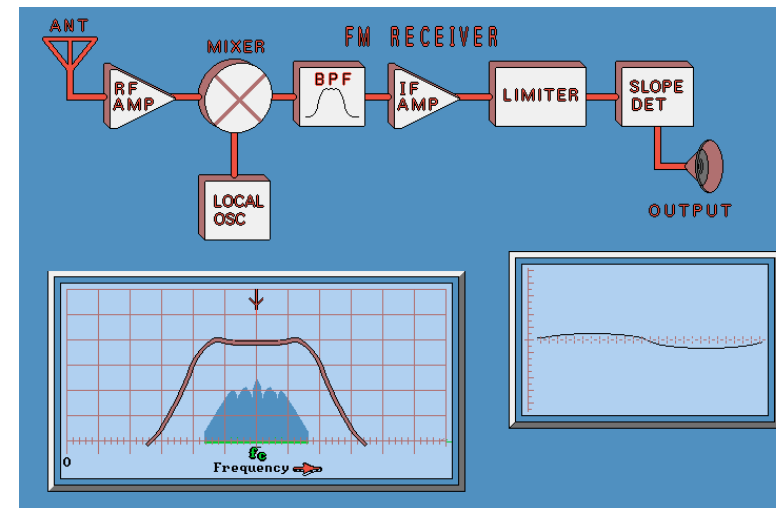 ANT
FM RECEIVER
MIXER
RF
AMP
BPF
IF
AMP
LIMITER
SLOPE
DET
LOCAL
OSC
OUTPUT
0
fc
Frequency